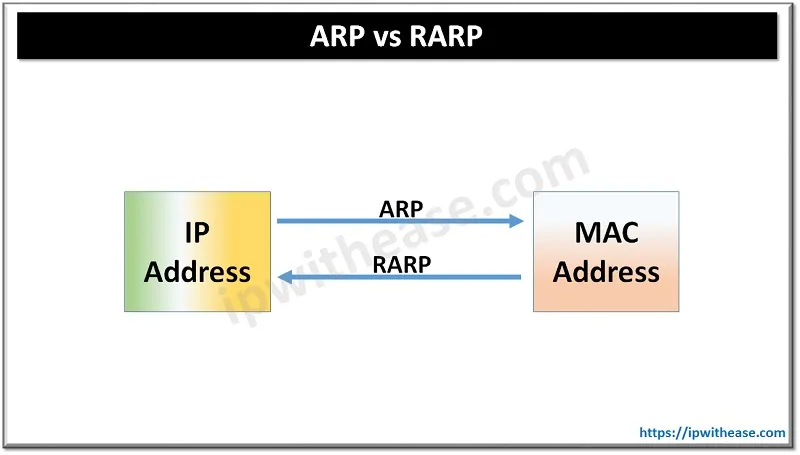 ARP vs RARP
ARP
IP
Address
MAC
Address
RARP
ipwithease.com
https://ipwithease.com